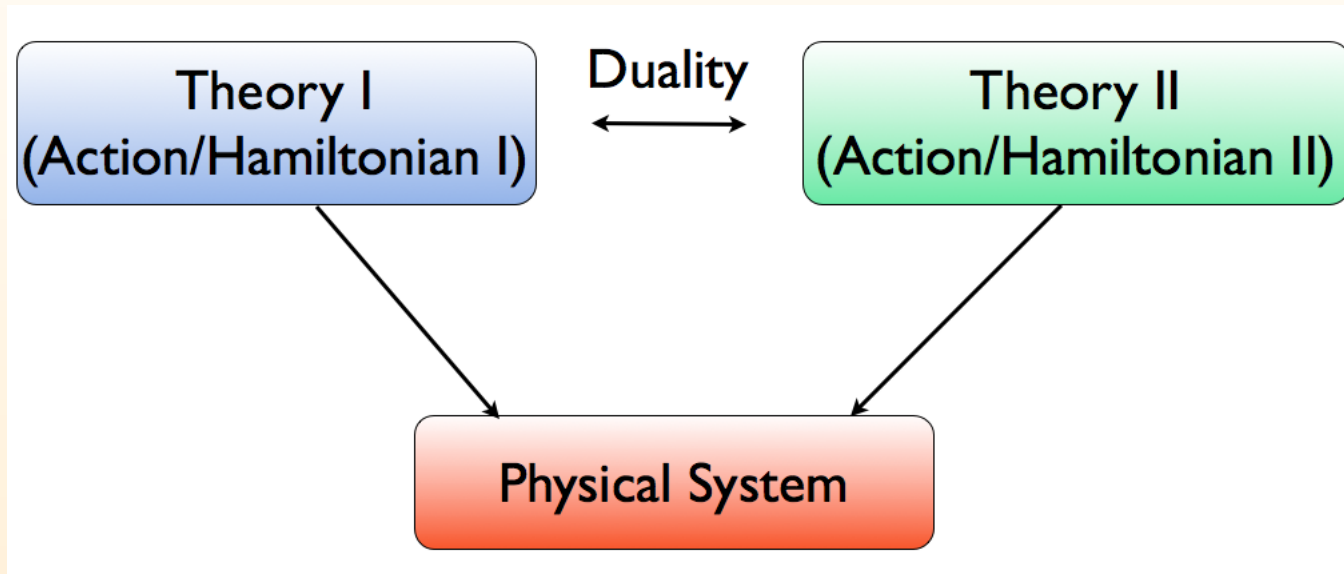 Theory I
(Action/Hamiltonian I)
Duality
Theory II
(Action/Hamiltonian II)
Physical System